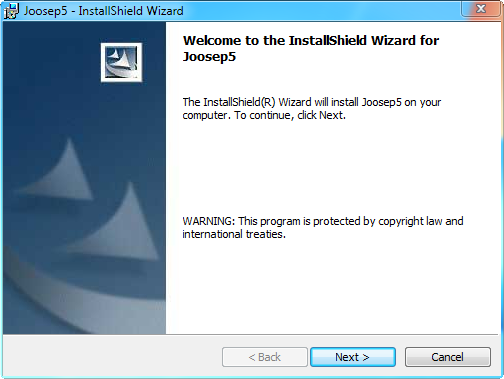 Joosep5 - InstallShield Wizard
Welcome to the InstallShield Wizard for
Joosep5
The InstallShield(R) Wizard will install Joosep5 on your
computer. To continue, click Next.
WARNING: This program is protected by copyright law and
international treaties.
< Back
Next >
Cancel